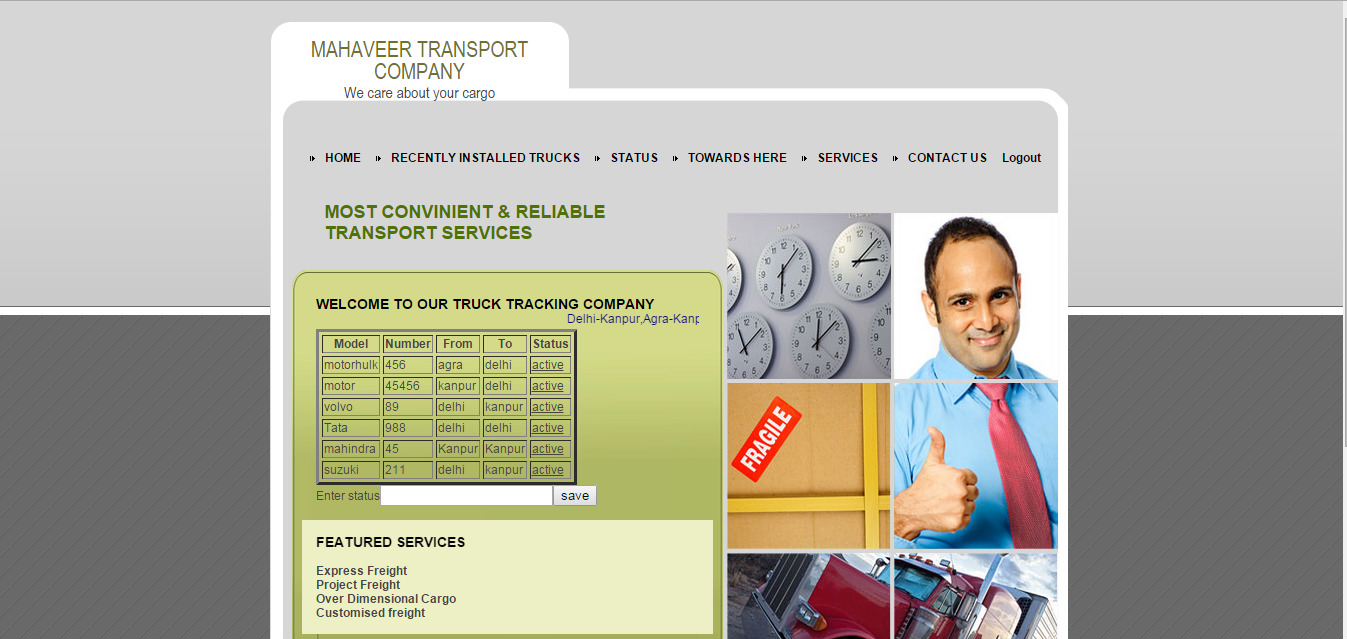 MAHAVEER TRANSPORT
COMPANY
We care about your cargo
HOME RECENTLY INSTALLED TRUCKS STATUS TOWARDS HERE SERVICES CONTACT US Logout
MOST CONVINIENT & RELIABLE
TRANSPORT SERVICES
WELCOME TO OUR TRUCK TRACKING COMPANY
Delhi-Kanpur,Agra-Kanp
Model Number From To Status
motorhulk 456 agra delhi active
motor 45456 kanpur delhi active
volvo 89 delhi kanpur active
Tata 988 delhi delhi active
mahindra 45 Kanpur Kanpur active
suzuki 211 delhi kanpur active
Enter status save
FEATURED SERVICES
Express Freight
Project Freight
Over Dimensional Cargo
Customised freight
FRAGILE